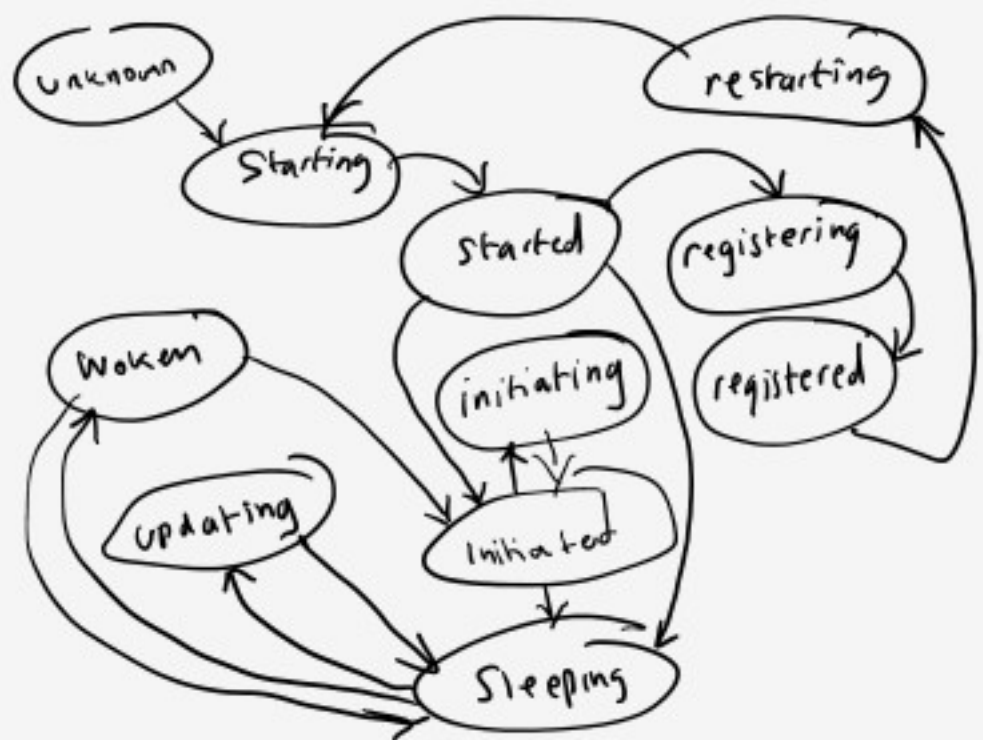 unknown
restarting
Starting
Started
registering
Woken
initiating
registered
updating
Initiated
Sleeping